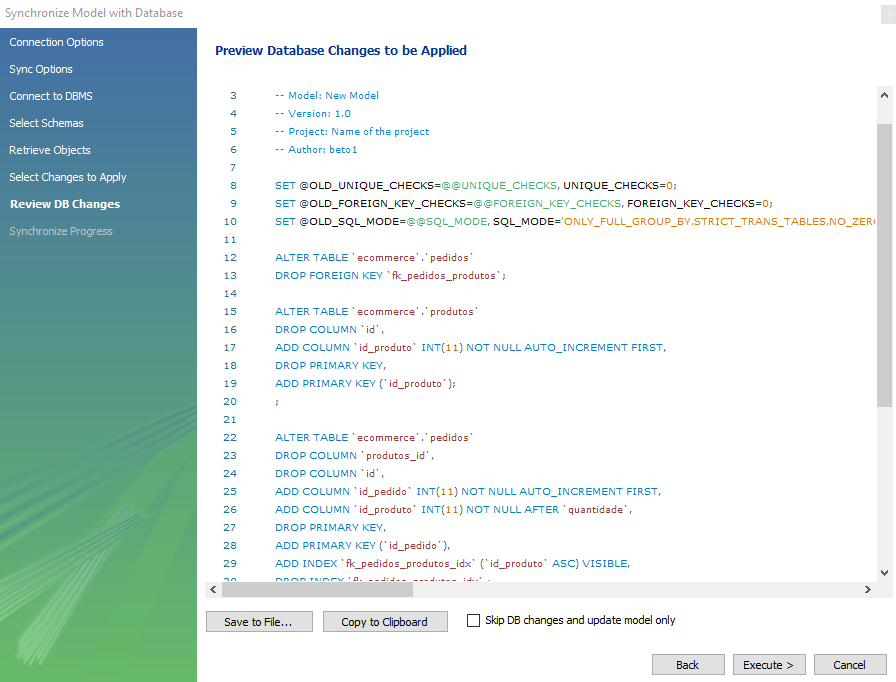 Synchronize Model with Database
Connection Options
Sync Options
Connect to DBMS
Select Schemas
Retrieve Objects
Select Changes to Apply
Review DB Changes
Synchronize Progress
Preview Database Changes to be Applied
3 -- Model: New Model
4 -- Version: 1.0
5 -- Project: Name of the project
6 -- Author: beto1
7
8 SET @OLD_UNIQUE_CHECKS=@@UNIQUE_CHECKS, UNIQUE_CHECKS=0;
9 SET @OLD_FOREIGN_KEY_CHECKS=@@FOREIGN_KEY_CHECKS, FOREIGN_KEY_CHECKS=0;
10 SET @OLD_SQL_MODE=@@SQL_MODE, SQL_MODE='ONLY_FULL_GROUP_BY,STRICT_TRANS_TABLES,NO_ZERO
11
12 ALTER TABLE `ecommerce`.`pedidos`
13 DROP FOREIGN KEY `fk_pedidos_produtos`;
14
15 ALTER TABLE `ecommerce`.`produtos`
16 DROP COLUMN `id`,
17 ADD COLUMN `id_produto` INT(11) NOT NULL AUTO_INCREMENT FIRST,
18 DROP PRIMARY KEY,
19 ADD PRIMARY KEY (`id_produto`);
20 ;
21
22 ALTER TABLE `ecommerce`.`pedidos`
23 DROP COLUMN `produtos_id`,
24 DROP COLUMN `id`,
25 ADD COLUMN `id_pedido` INT(11) NOT NULL AUTO_INCREMENT FIRST,
26 ADD COLUMN `id_produto` INT(11) NOT NULL AFTER `quantidade`,
27 DROP PRIMARY KEY,
28 ADD PRIMARY KEY (`id_pedido`),
29 ADD INDEX `fk_pedidos_produtos_idx` (`id_produto` ASC) VISIBLE,
30 DROP INDEX `fk_pedidos_produtos_idx` ;
Save to File...
Copy to Clipboard
Skip DB changes and update model only
Back
Execute >
Cancel